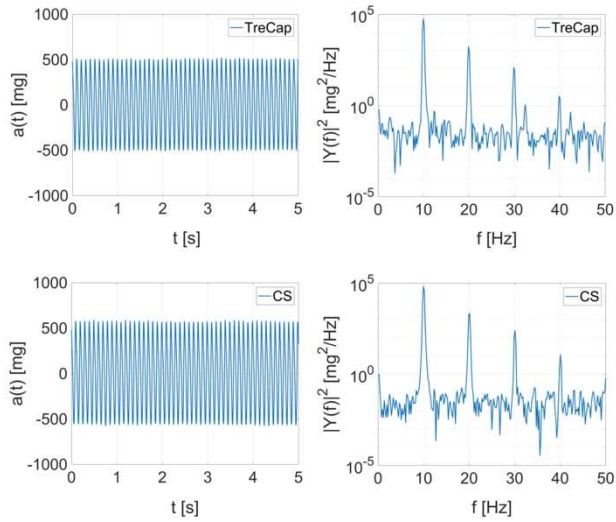 1000
500
0
-500
-1000
a(t) [mg]
0 1 2 3 4 5
t [s]
TreCap
10^5
10^0
10^-5
|Y(f)|^2 [mg^2/Hz]
0 10 20 30 40 50
f [Hz]
TreCap
1000
500
0
-500
-1000
a(t) [mg]
0 1 2 3 4 5
t [s]
CS
10^5
10^0
10^-5
|Y(f)|^2 [mg^2/Hz]
0 10 20 30 40 50
f [Hz]
CS